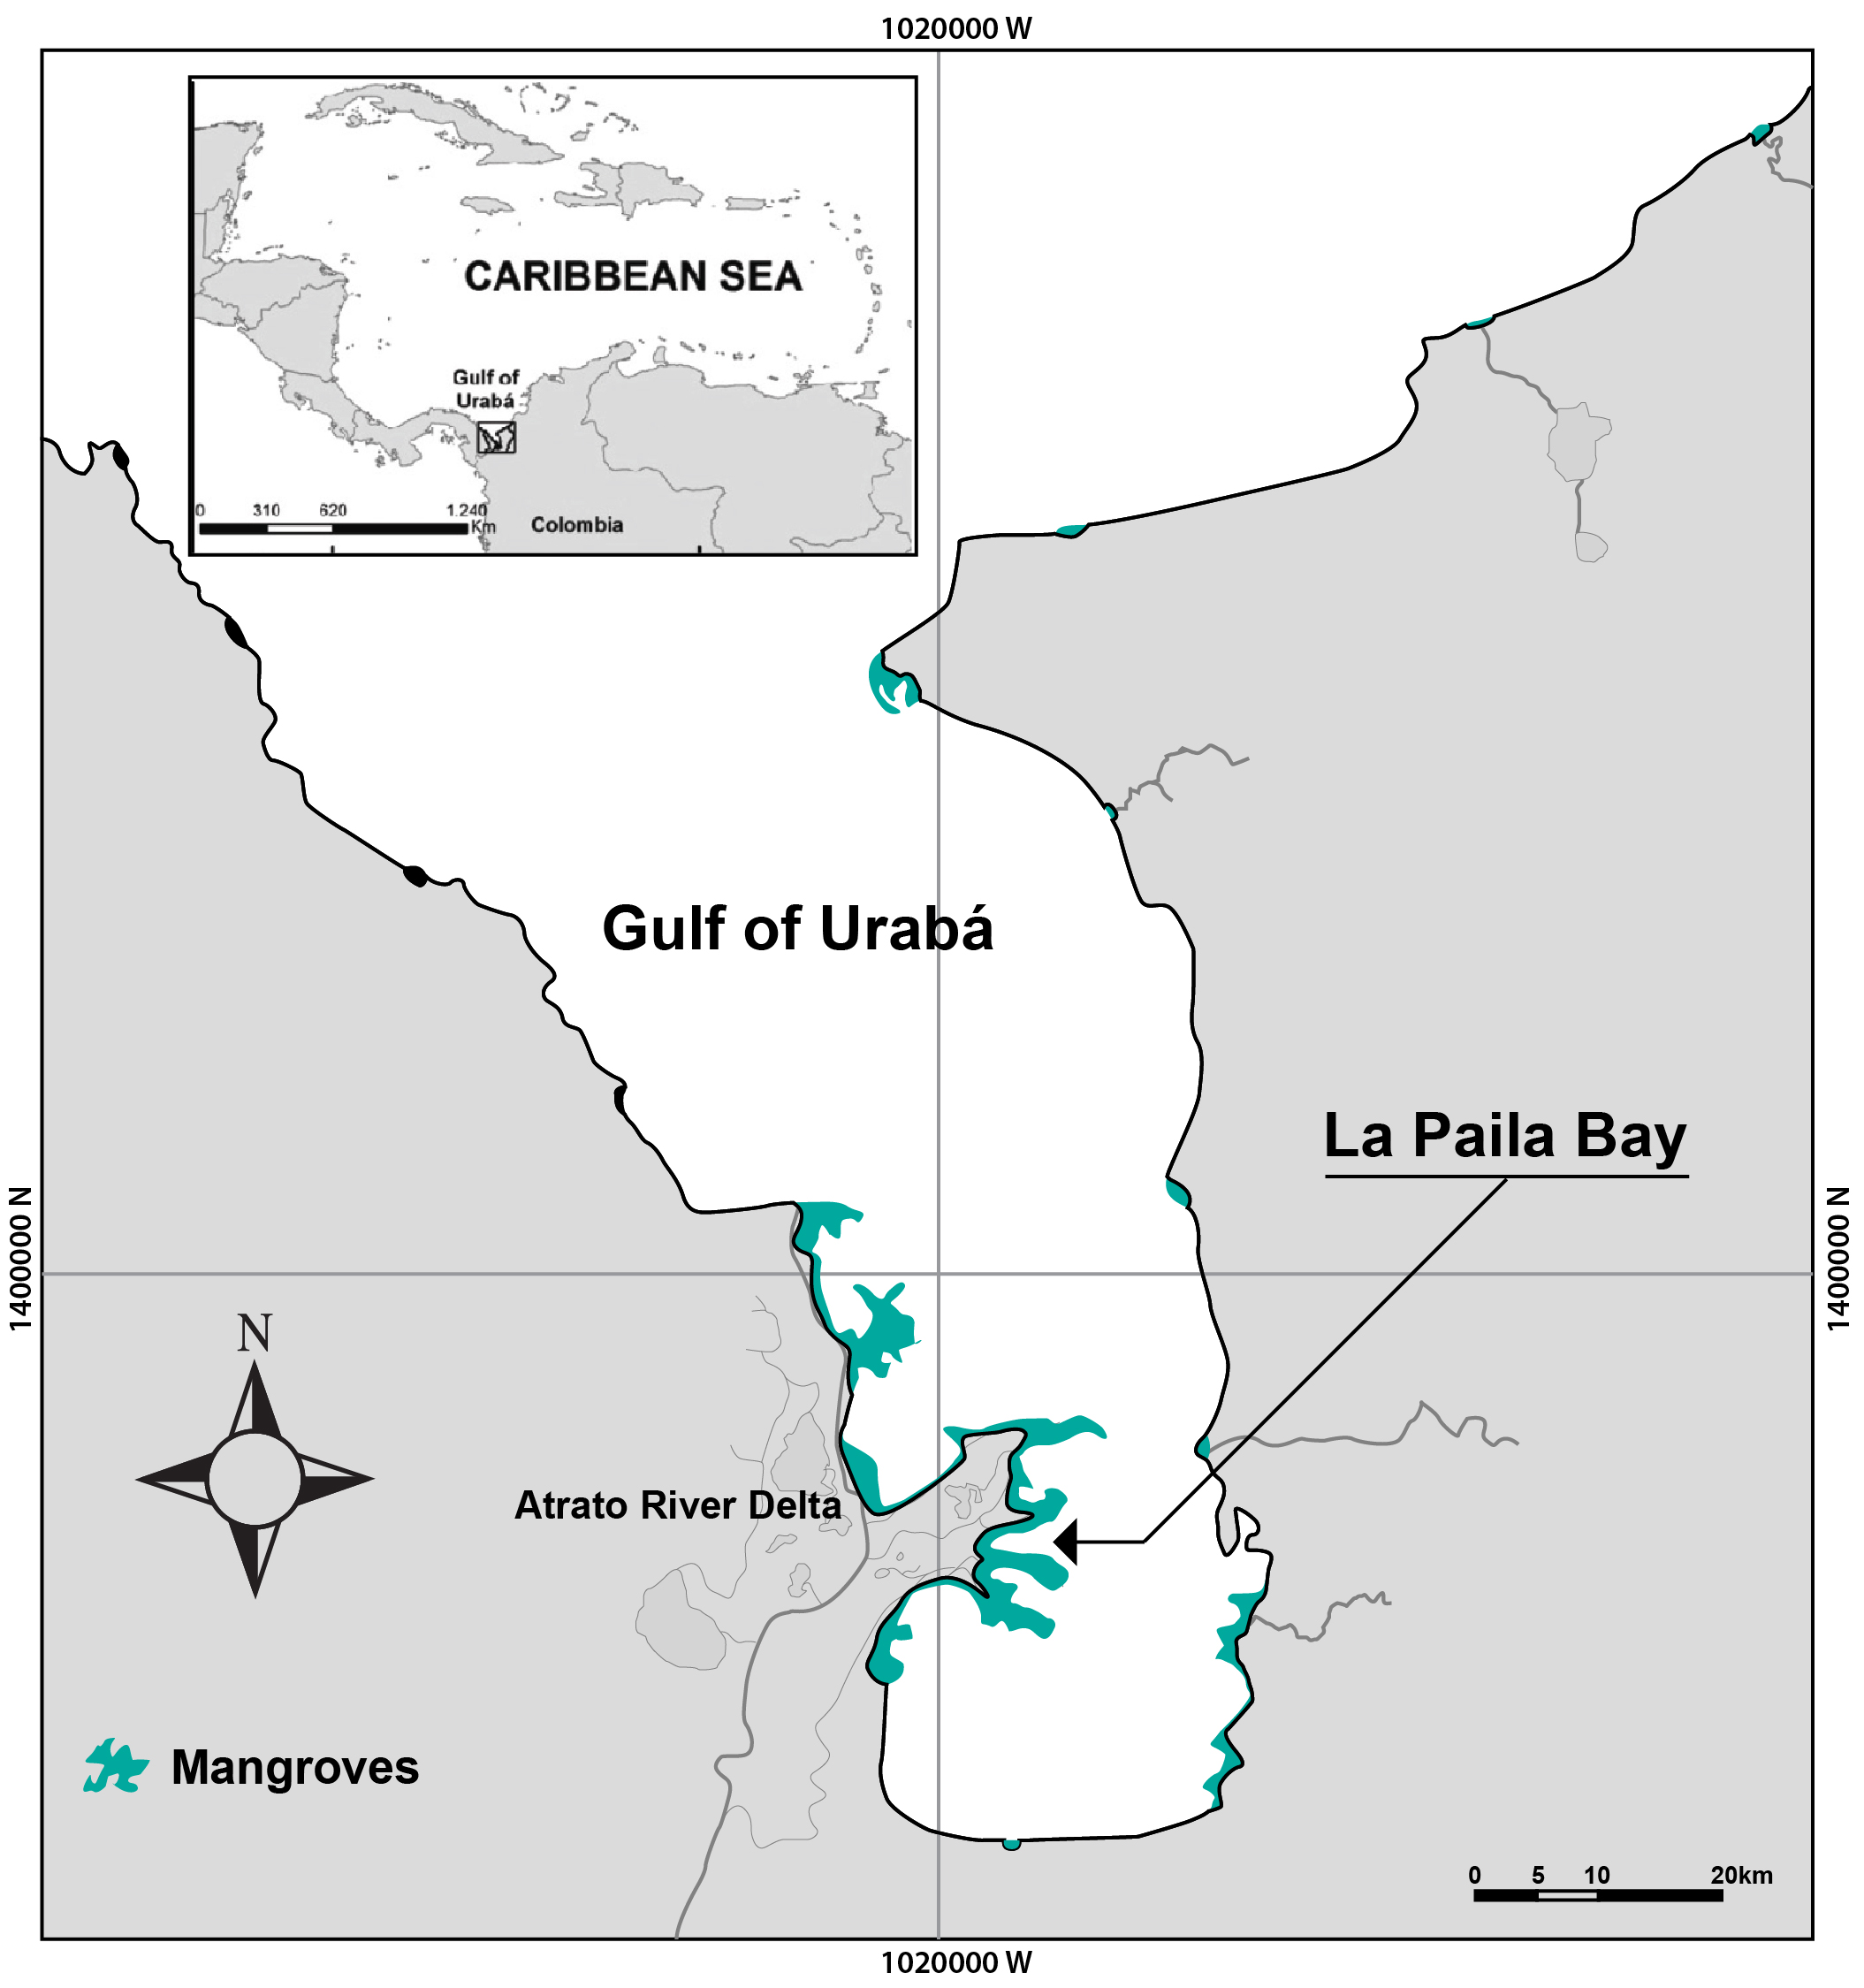 1020000 W
CARIBBEAN SEA
Gulf of
Urabá
0 310 620 1.240
Km
Colombia
Gulf of Urabá
La Paila Bay
1400000 N
1400000 N
N
Atrato River Delta
Mangroves
0 5 10 20km
1020000 W